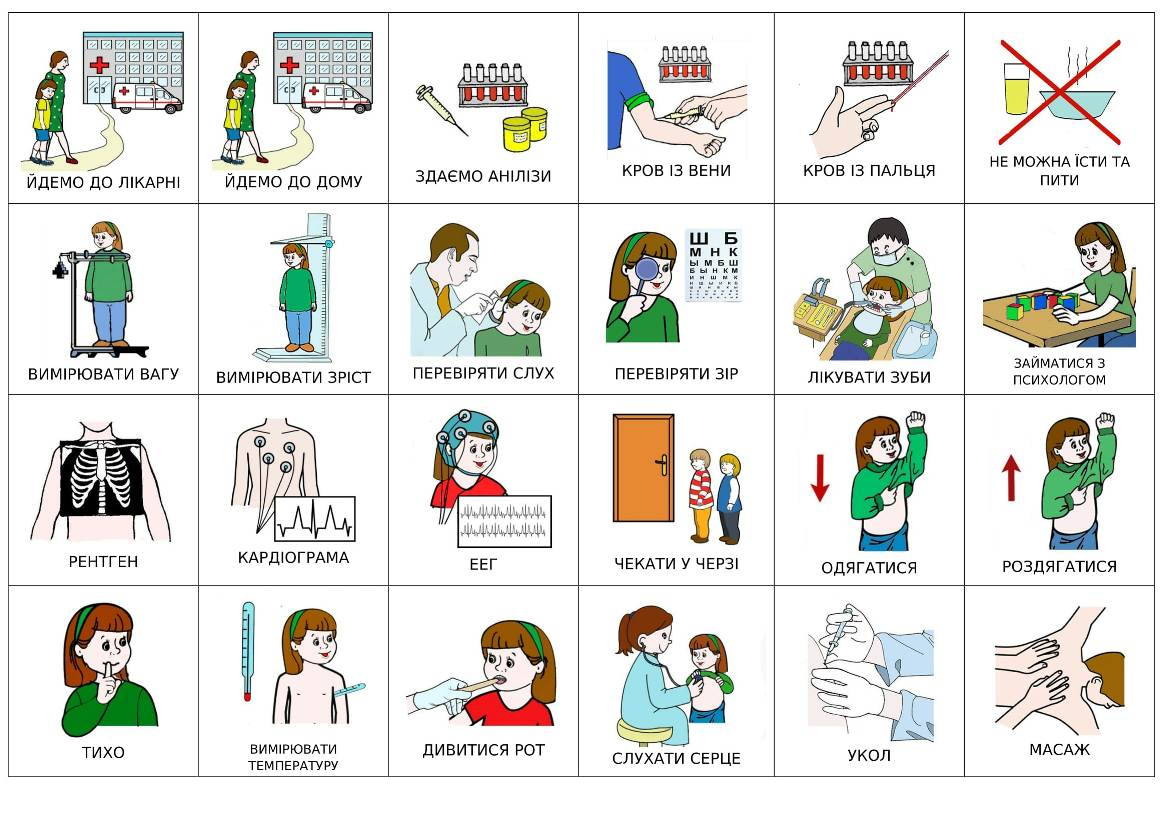 ЙДЕМО ДО ЛІКАРНІ
ЙДЕМО ДО ДОМУ
ЗДАЄМО АНІЛІЗИ
КРОВ ІЗ ВЕНИ
КРОВ ІЗ ПАЛЬЦЯ
НЕ МОЖНА ЇСТИ ТА
ПИТИ
ВИМІРЮВАТИ ВАГУ
ВИМІРЮВАТИ ЗРІСТ
ПЕРЕВІРЯТИ СЛУХ
Ш Б
М Н К
Ы М Б Ш
Б Ы Н К М
ПЕРЕВІРЯТИ ЗІР
ЛІКУВАТИ ЗУБИ
ЗАЙМАТИСЯ З
ПСИХОЛОГОМ
РЕНТГЕН
КАРДІОГРАМА
ЕЕГ
ЧЕКАТИ У ЧЕРЗІ
ОДЯГАТИСЯ
РОЗДЯГАТИСЯ
ТИХО
ВИМІРЮВАТИ
ТЕМПЕРАТУРУ
ДИВИТИСЯ РОТ
СЛУХАТИ СЕРЦЕ
УКОЛ
МАСАЖ